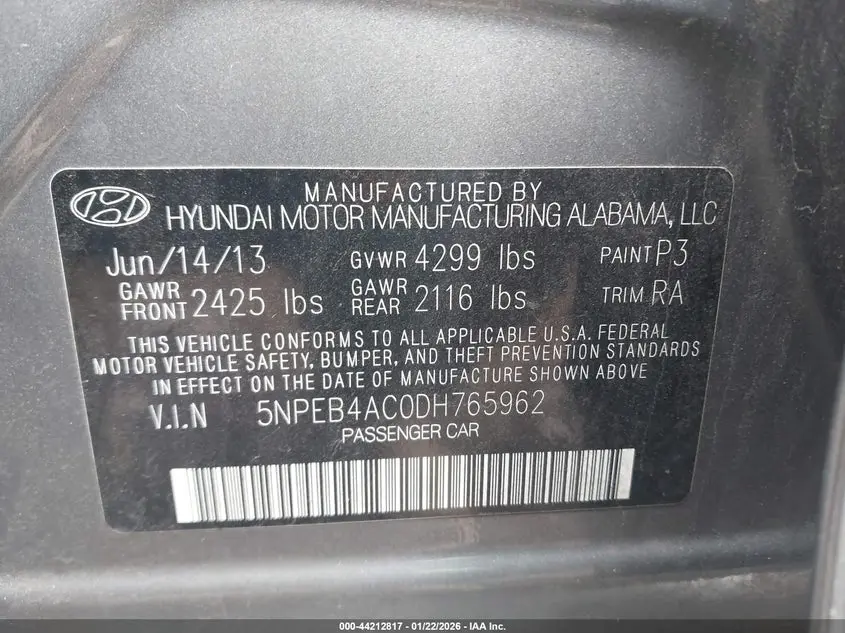 MANUFACTURED BY
HYUNDAI MOTOR MANUFACTURING ALABAMA, LLC
Jun/14/13 GVWR 4299 lbs PAINT P3
GAWR FRONT 2425 lbs GAWR REAR 2116 lbs TRIM RA
THIS VEHICLE CONFORMS TO ALL APPLICABLE U.S.A. FEDERAL
MOTOR VEHICLE SAFETY, BUMPER, AND THEFT PREVENTION STANDARDS
IN EFFECT ON THE DATE OF MANUFACTURE SHOWN ABOVE
V.I.N 5NPEB4AC0DH765962
PASSENGER CAR
000-44212817 - 01/22/2026 - IAA Inc.